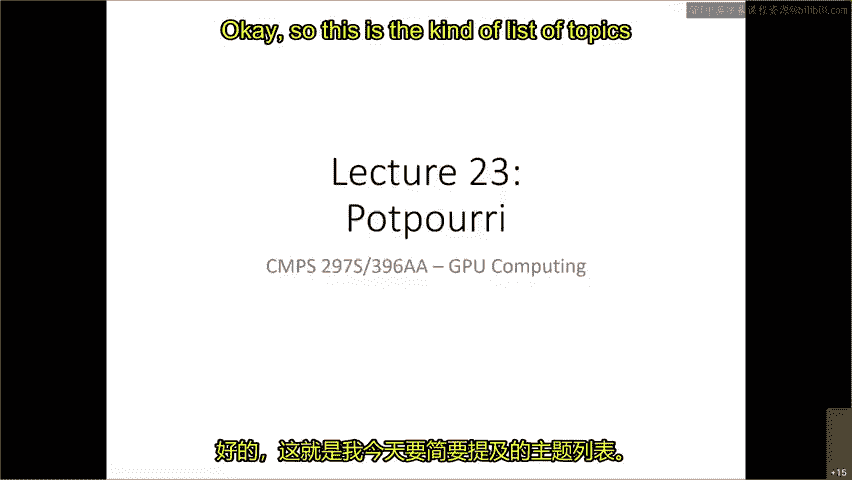 Okay, so this is the kind of list of topics
Lecture 23:
Potpourri
CMPS 297S/396AA – GPU Computing
好的，这就是我今天要简要提及的主题列表。
+15